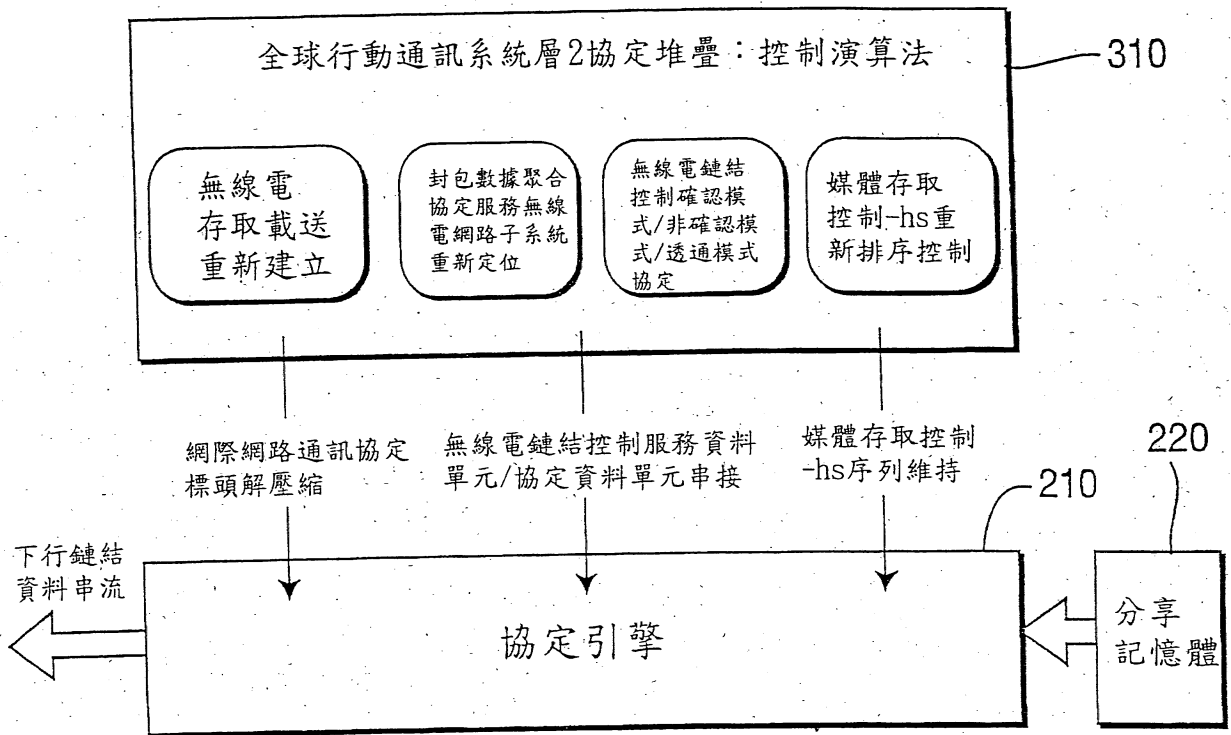 全球行動通訊系統層2協定堆疊:控制演算法
310
無線電
存取載送
重新建立
封包數據聚合
協定服務無線
電網路子系統
重新定位
無線電鏈結
控制確認模
式/非確認模
式/透通模式
協定
媒體存取
控制-hs重
新排序控制
網際網路通訊協定
標頭解壓縮
無線電鏈結控制服務資料
單元/協定資料單元串接
媒體存取控制
-hs序列維持
220
210
下行鏈結
資料串流
協定引擎
分享
記憶體